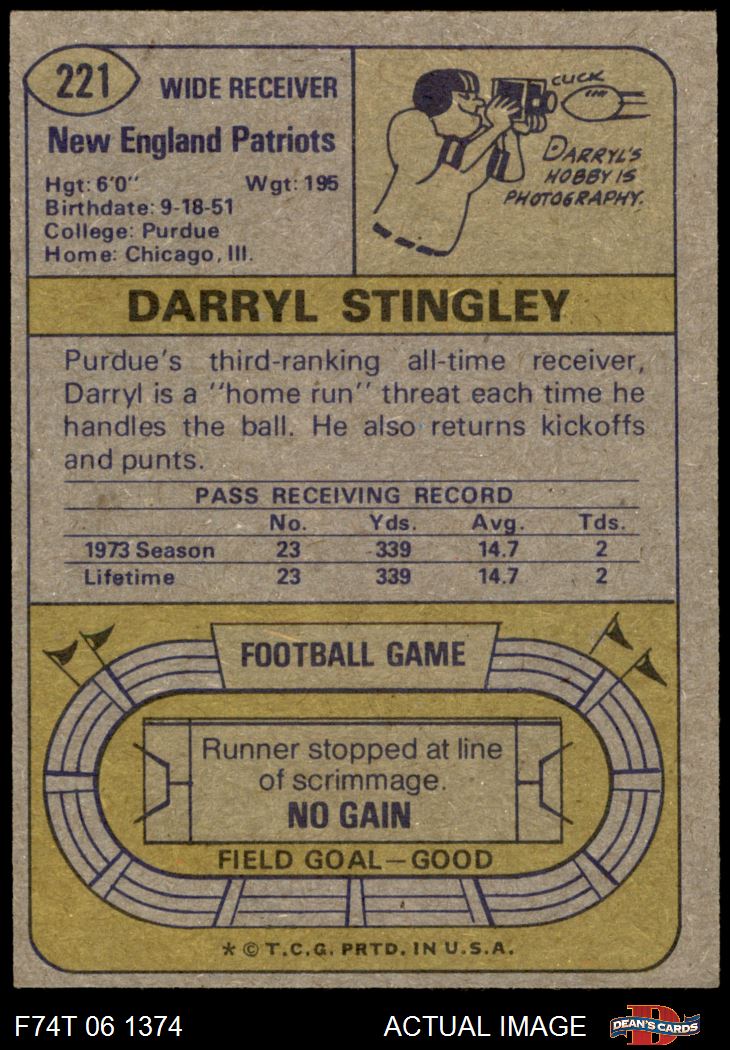 221
WIDE RECEIVER
New England Patriots
Hgt: 6'0" Wgt: 195
Birthdate: 9-18-51
College: Purdue
Home: Chicago, Ill.
CLICK
DARRYL'S
HOBBY IS
PHOTOGRAPHY.
DARRYL STINGLEY
Purdue's third-ranking all-time receiver,
Darryl is a "home run" threat each time he
handles the ball. He also returns kickoffs
and punts.
PASS RECEIVING RECORD
No. Yds. Avg. Tds.
1973 Season 23 339 14.7 2
Lifetime 23 339 14.7 2
FOOTBALL GAME
Runner stopped at line
of scrimmage.
NO GAIN
FIELD GOAL—GOOD
* © T.C.G. PRTD. IN U.S.A.
F74T 06 1374 ACTUAL IMAGE
D
DEAN'S CARDS